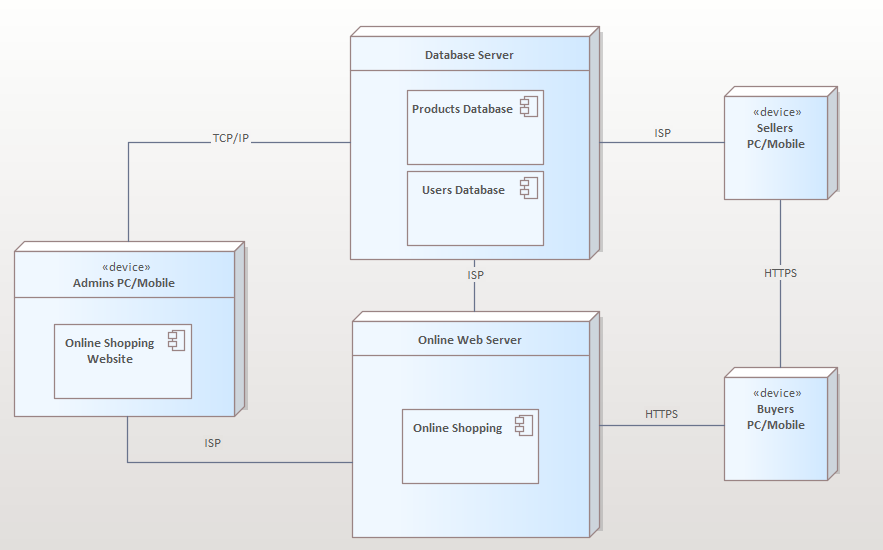 Database Server
Products Database
Users Database
TCP/IP
ISP
«device»
Sellers
PC/Mobile
«device»
Admins PC/Mobile
Online Shopping
Website
ISP
HTTPS
Online Web Server
Online Shopping
HTTPS
«device»
Buyers
PC/Mobile
ISP